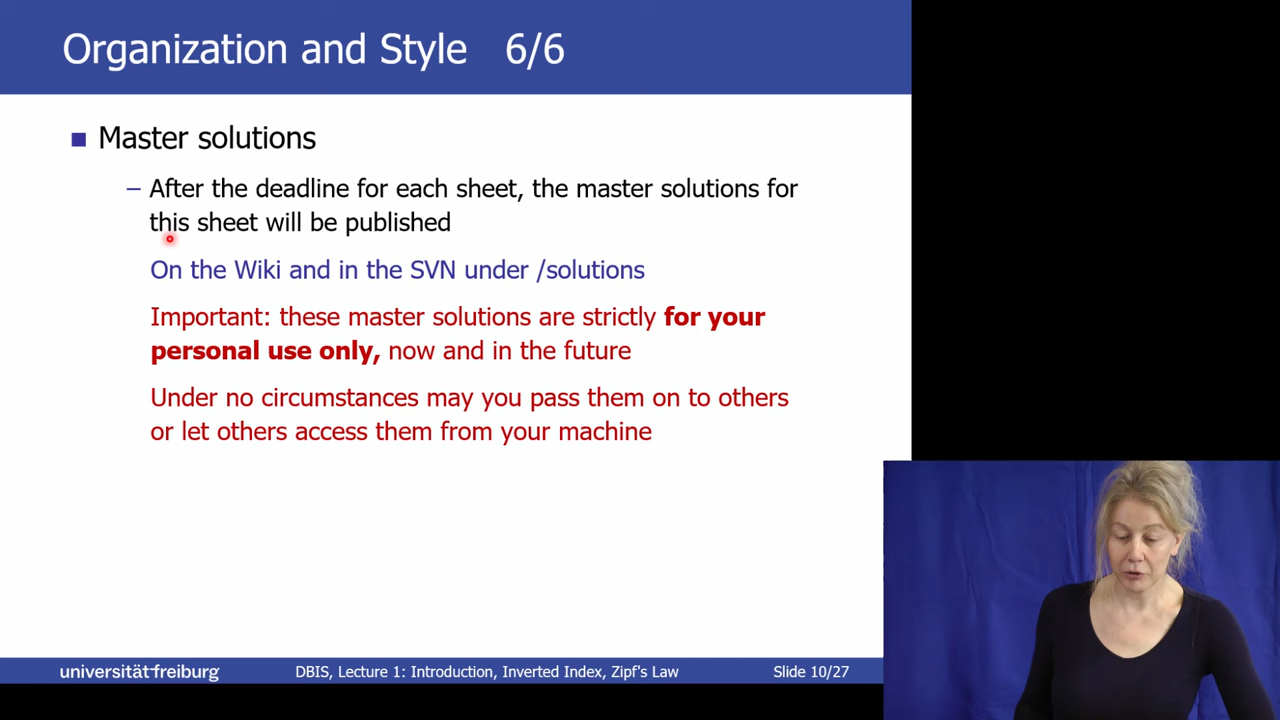 Organization and Style 6/6
Master solutions
– After the deadline for each sheet, the master solutions for
this sheet will be published
On the Wiki and in the SVN under /solutions
Important: these master solutions are strictly for your
personal use only, now and in the future
Under no circumstances may you pass them on to others
or let others access them from your machine
universität freiburg
DBIS, Lecture 1: Introduction, Inverted Index, Zipf's Law
Slide 10/27